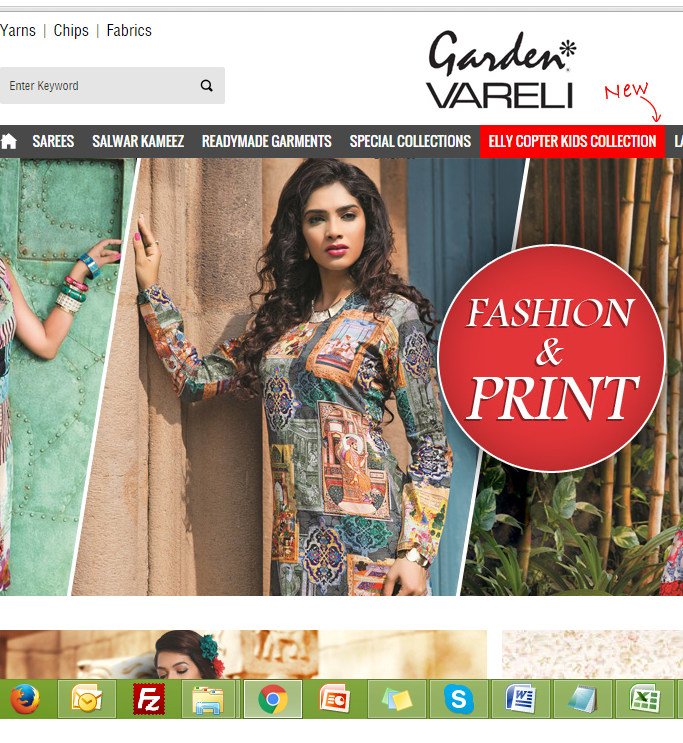 Yarns | Chips | Fabrics
Enter Keyword
Garden
VARELI
New
SAREES SALWAR KAMEEZ READYMADE GARMENTS SPECIAL COLLECTIONS ELLY COPTER KIDS COLLECTION
FASHION
&
PRINT
Fz
S
W
X